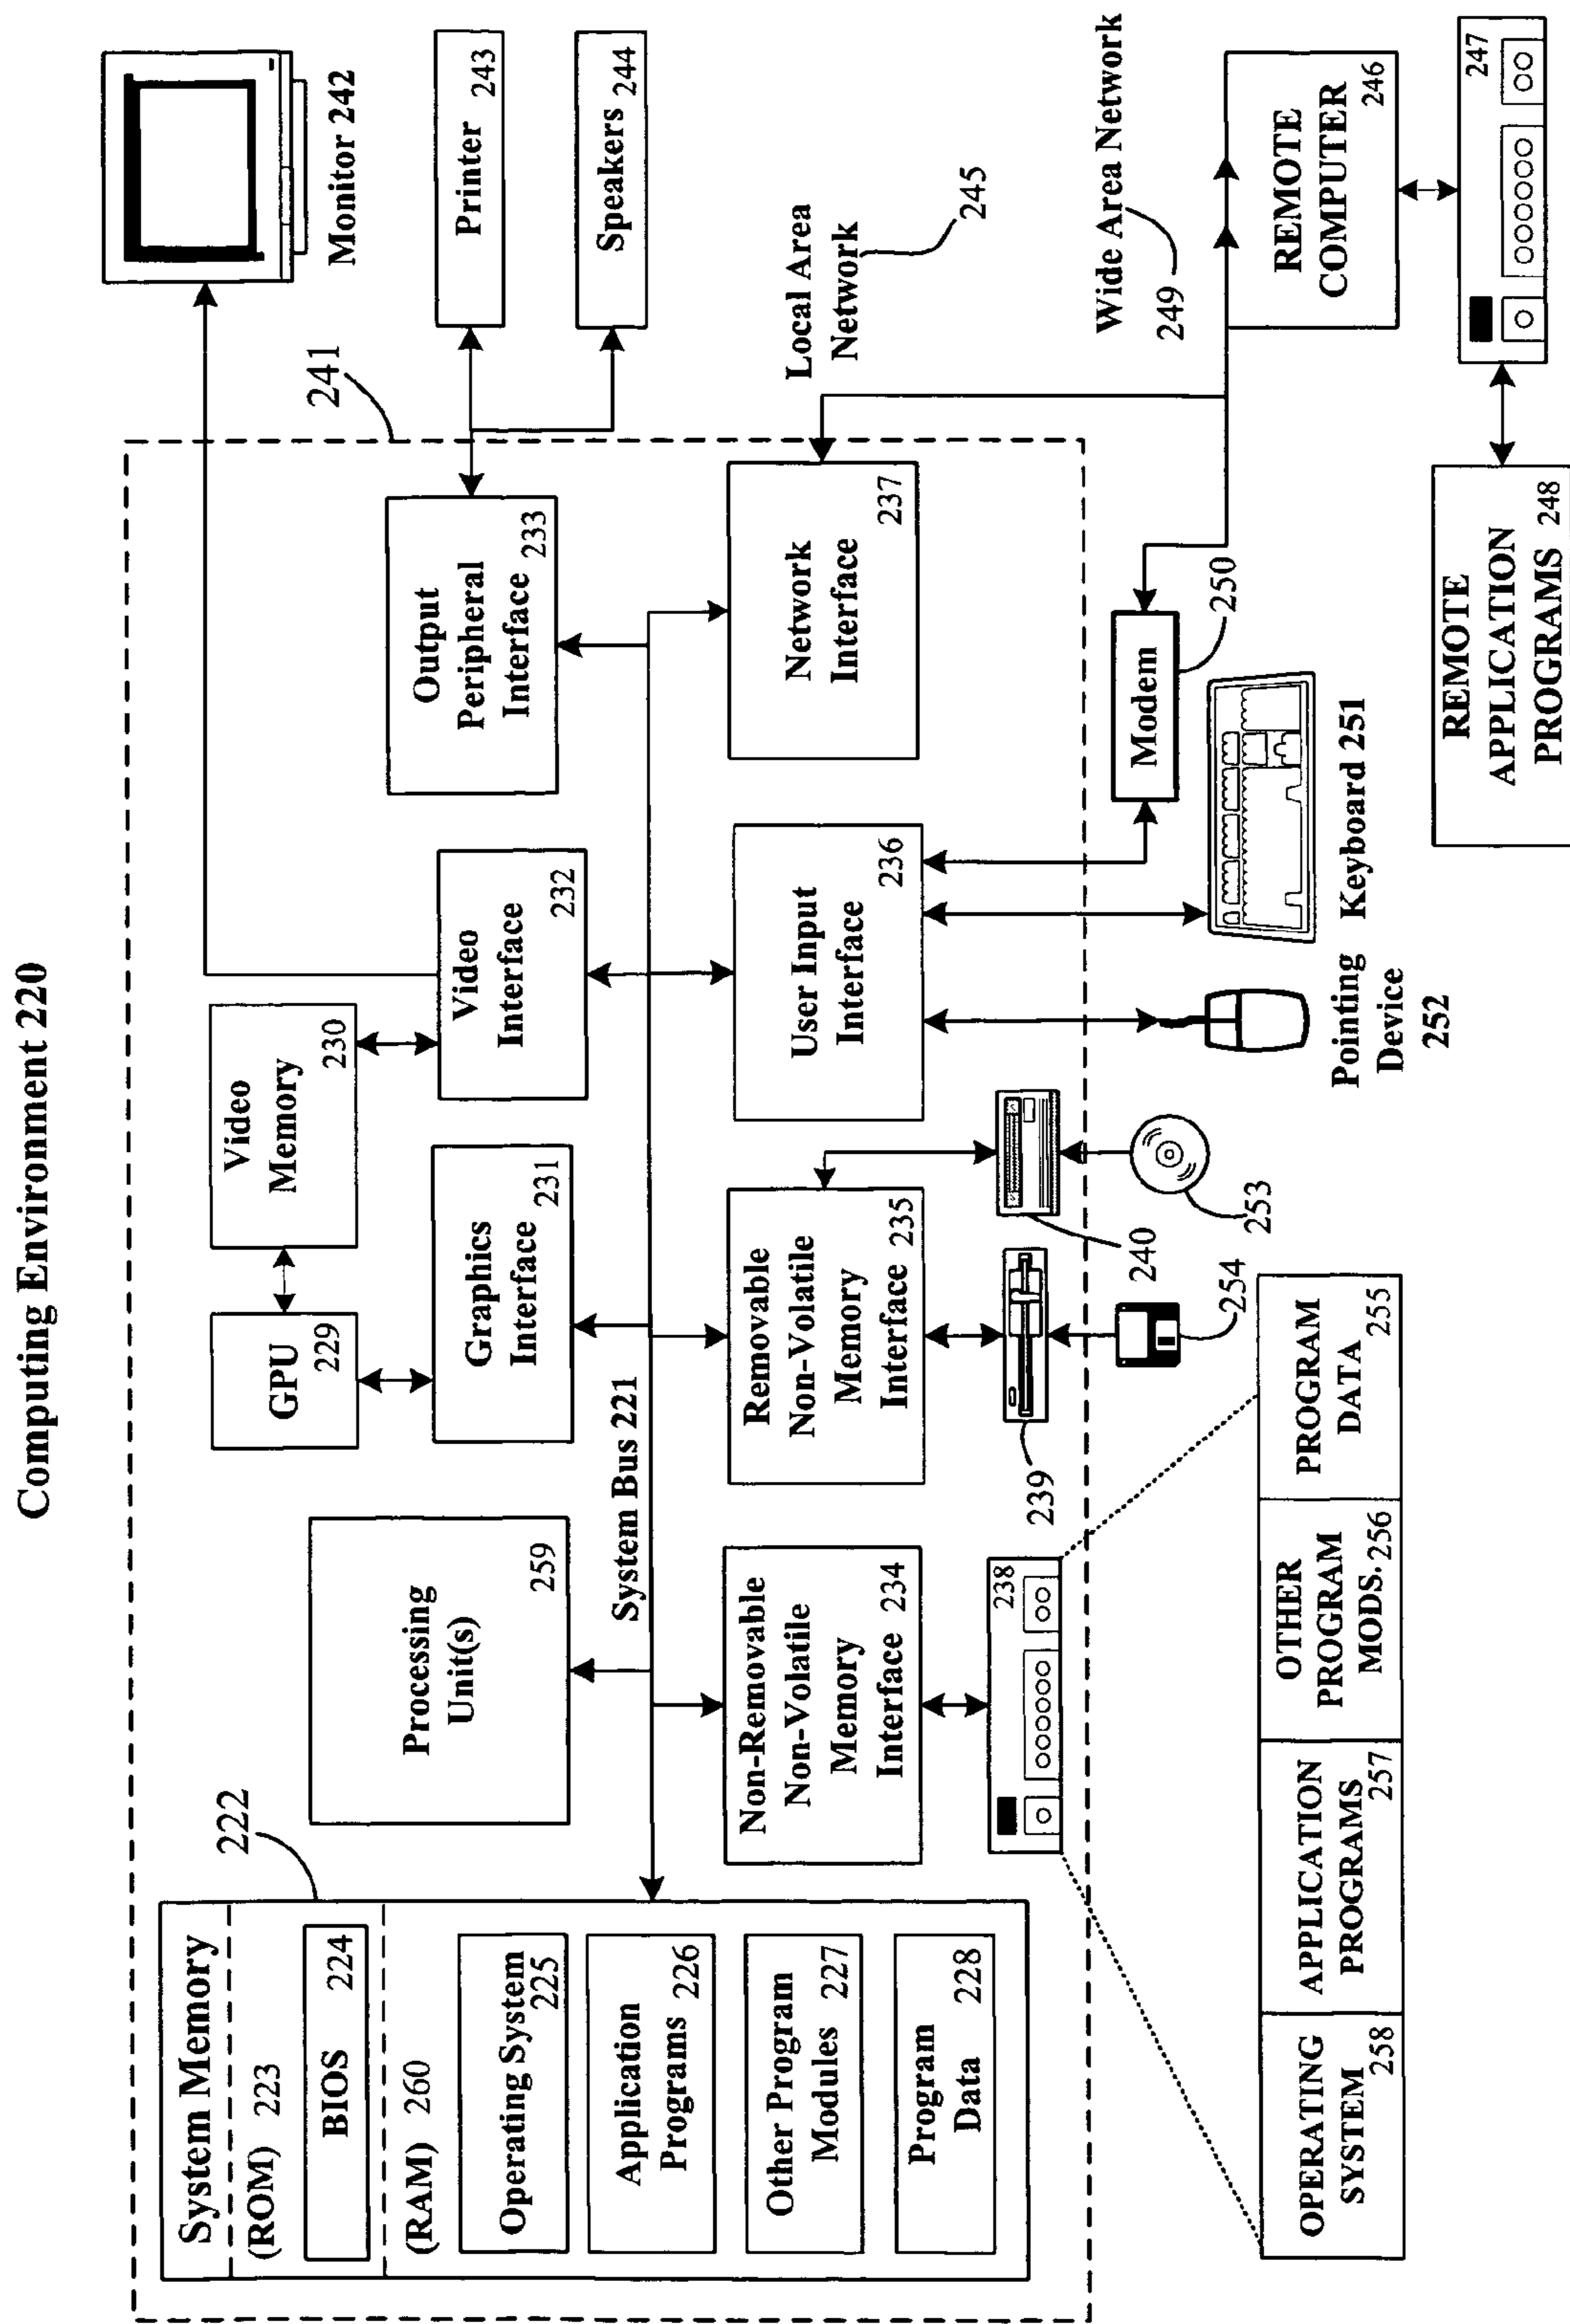 Computing Environment 220
222
System Memory
(ROM) 223
BIOS 224
(RAM) 260
Operating System
225
Application
Programs 226
Other Program
Modules 227
Program
Data 228
Processing
Unit(s)
259
GPU
229
Video
Memory
230
Graphics
Interface
231
Video
Interface
232
Output
Peripheral
Interface 233
241
Monitor 242
Printer 243
Speakers 244
System Bus 221
Non-Removable
Non-Volatile
Memory
Interface 234
Removable
Non-Volatile
Memory
Interface 235
User Input
Interface
236
Network
Interface
237
Local Area
Network
245
238
239
240
254
253
Pointing
Device
252
Keyboard 251
Modem
250
Wide Area Network
249
REMOTE
COMPUTER
246
247
REMOTE
APPLICATION
PROGRAMS 248
OPERATING
SYSTEM
258
APPLICATION
PROGRAMS
257
OTHER
PROGRAM
MODS. 256
PROGRAM
DATA
255